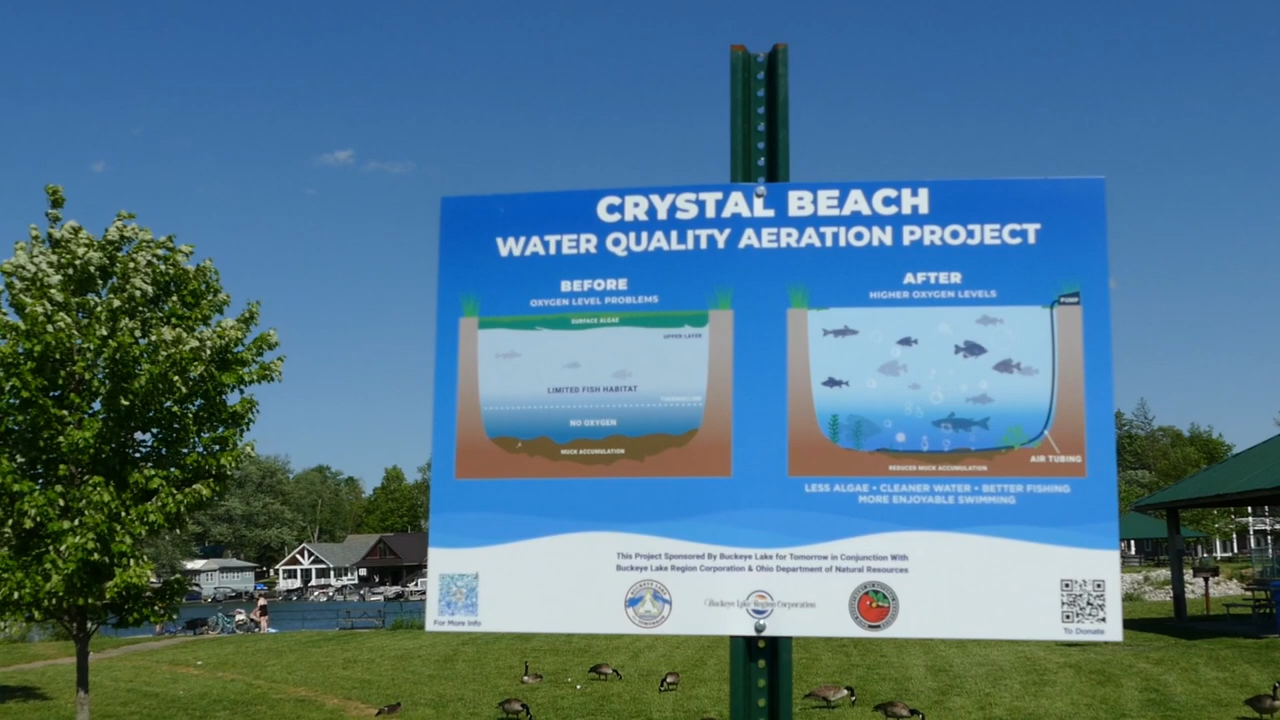 CRYSTAL BEACH
WATER QUALITY AERATION PROJECT
BEFORE
OXYGEN LEVEL PROBLEMS
SURFACE ALGAE
UPPER LAYER
LIMITED FISH HABITAT
THERMOCLINE
NO OXYGEN
MUCK ACCUMULATION
AFTER
HIGHER OXYGEN LEVELS
PUMP
AIR TUBING
REDUCED MUCK ACCUMULATION
LESS ALGAE • CLEANER WATER • BETTER FISHING
MORE ENJOYABLE SWIMMING
This Project Sponsored By Buckeye Lake for Tomorrow in Conjunction With
Buckeye Lake Region Corporation & Ohio Department of Natural Resources
For More Info
BUCKEYE LAKE
Buckeye Lake Region Corporation
To Donate